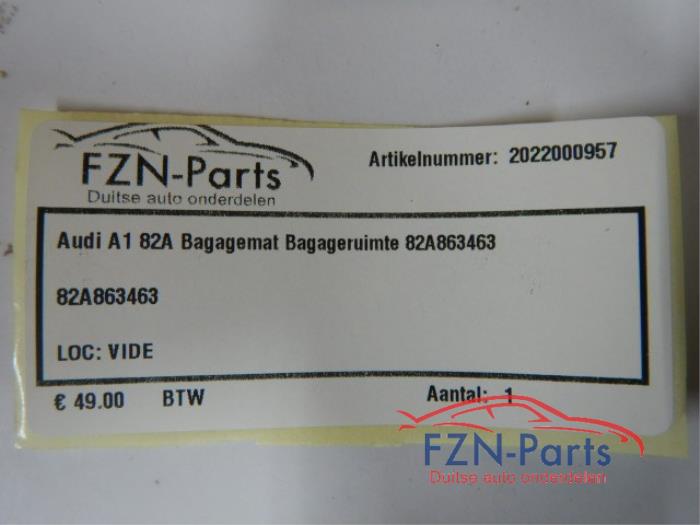 FZN-Parts
Duitse auto onderdelen
Artikelnummer: 2022000957
Audi A1 82A Bagagemat Bagageruimte 82A863463
82A863463
LOC: VIDE
€ 49.00 BTW Aantal: 1
FZN-Parts
Duitse auto onderdelen